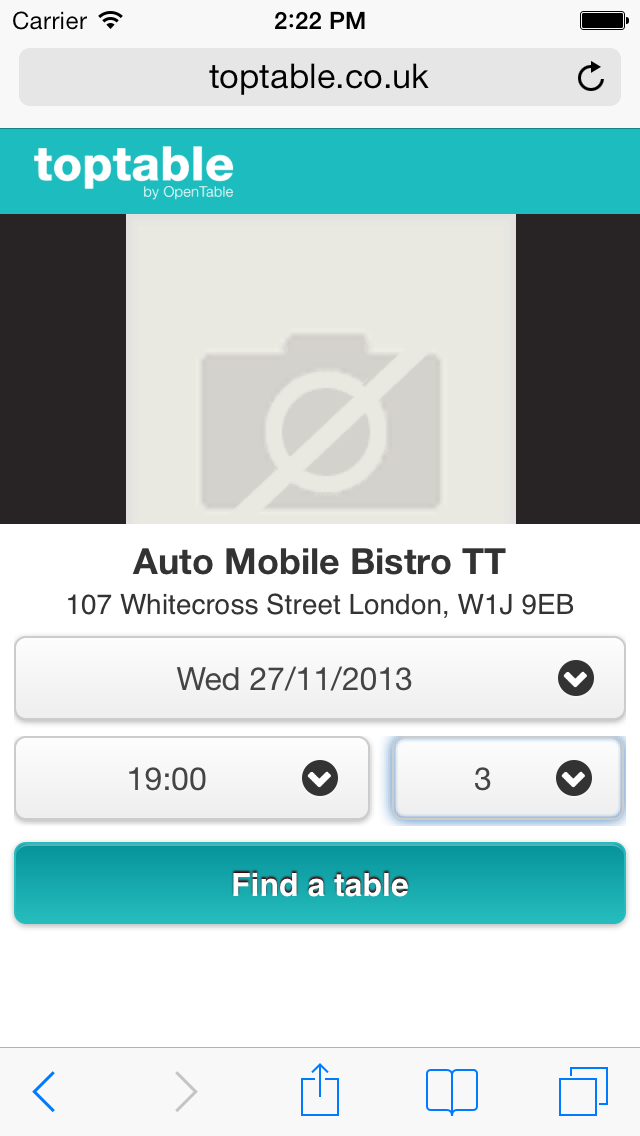 Carrier 2:22 PM
toptable.co.uk
toptable
by OpenTable
Auto Mobile Bistro TT
107 Whitecross Street London, W1J 9EB
Wed 27/11/2013
19:00 3
Find a table